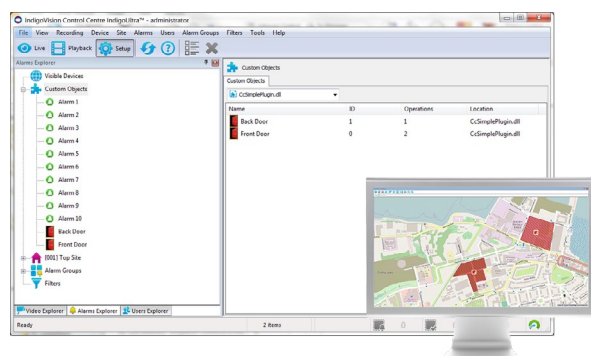 IndigoVision Control Centre IndigoUltra™ - administrator
File View Recording Device Site Alarms Users Alarm Groups Filters Tools Help
Live Playback Setup
Alarms Explorer
Visible Devices
Custom Objects
Alarm 1
Alarm 2
Alarm 3
Alarm 4
Alarm 5
Alarm 6
Alarm 7
Alarm 8
Alarm 9
Alarm 10
Back Door
Front Door
[001] Top Site
Alarm Groups
Filters
Video Explorer Alarms Explorer Users Explorer
Custom Objects
Custom Objects
CcSimplePlugin.dll
Name ID Operations Location
Back Door 1 1 CcSimplePlugin.dll
Front Door 0 2 CcSimplePlugin.dll
Ready 2 items 0